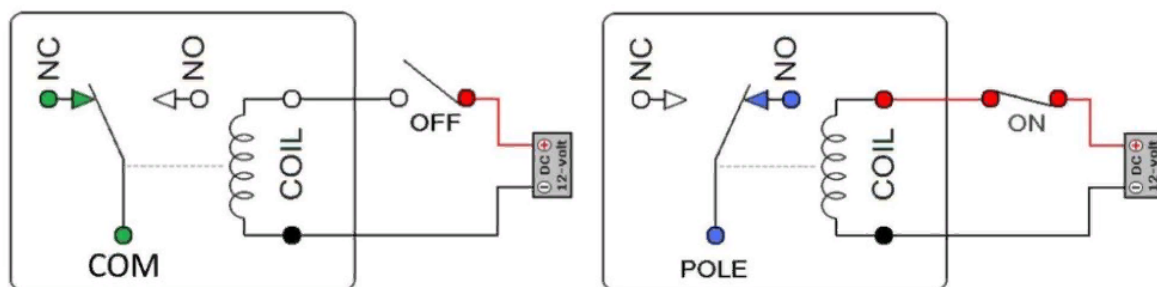 NC
NO
COIL
OFF
DC
12-volt
COM
NC
NO
COIL
ON
DC
12-volt
POLE